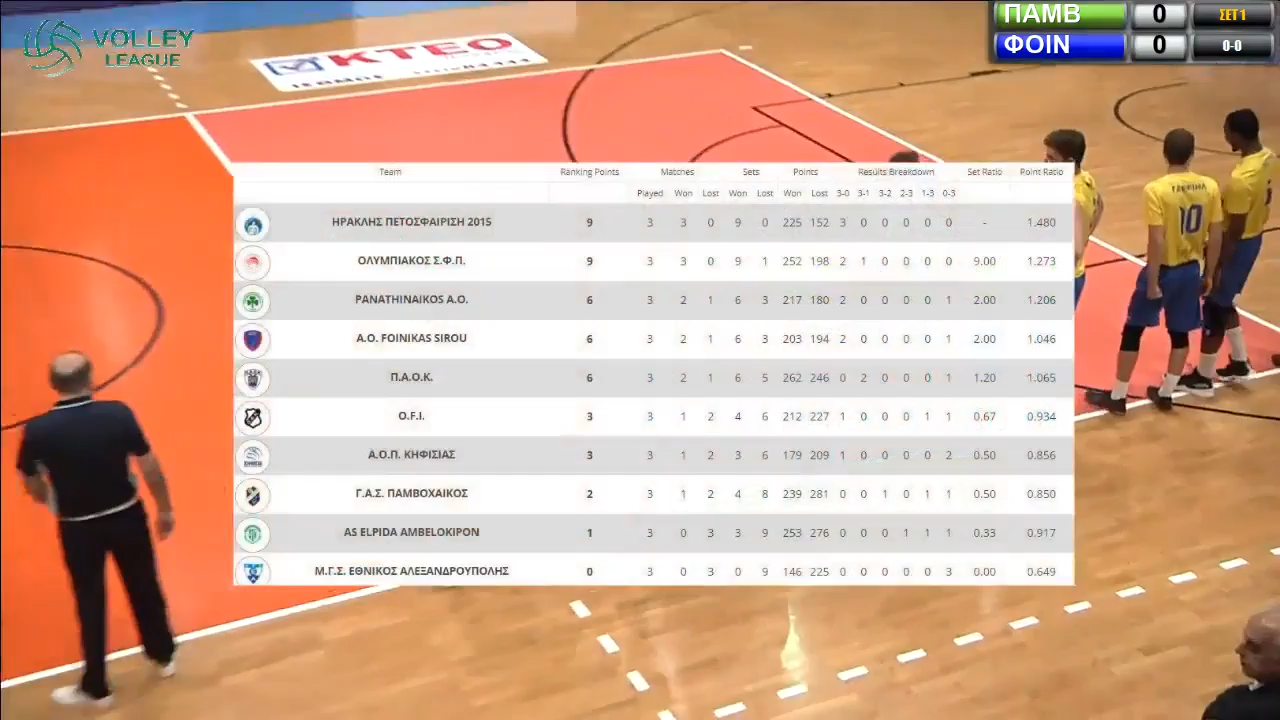 VOLLEY
LEAGUE
ΚΤΕΟ
ΠΑΜΒ 0 ΣΕΤ 1
ΦΟΙΝ 0 0-0
10
Team Ranking Points Matches Sets Points Results Breakdown Set Ratio Point Ratio
Played Won Lost Won Lost Won Lost 3-0 3-1 3-2 2-3 1-3 0-3
ΗΡΑΚΛΗΣ ΠΕΤΟΣΦΑΙΡΙΣΗ 2015 9 3 3 0 9 0 225 152 3 0 0 0 0 0 - 1.480
ΟΛΥΜΠΙΑΚΟΣ Σ.Φ.Π. 9 3 3 0 9 1 252 198 2 1 0 0 0 0 9.00 1.273
PANATHINAIKOS A.O. 6 3 2 1 6 3 217 180 2 0 0 0 0 1 2.00 1.206
A.O. FOINIKAS SIROU 6 3 2 1 6 3 203 194 2 0 0 0 0 1 2.00 1.046
Π.Α.Ο.Κ. 6 3 2 1 6 5 262 246 0 2 0 0 0 1 1.20 1.065
O.F.I. 3 3 1 2 4 6 212 227 1 0 0 0 1 1 0.67 0.934
Α.Ο.Π. ΚΗΦΙΣΙΑΣ 3 3 1 2 3 6 179 209 1 0 0 0 0 2 0.50 0.856
Γ.Α.Σ. ΠΑΜΒΟΧΑΙΚΟΣ 2 3 1 2 4 8 239 281 0 0 1 0 1 1 0.50 0.850
AS ELPIDA AMBELOKIPON 1 3 0 3 3 9 253 276 0 0 0 1 1 1 0.33 0.917
Μ.Γ.Σ. ΕΘΝΙΚΟΣ ΑΛΕΞΑΝΔΡΟΥΠΟΛΗΣ 0 3 0 3 0 9 146 225 0 0 0 0 0 3 0.00 0.649